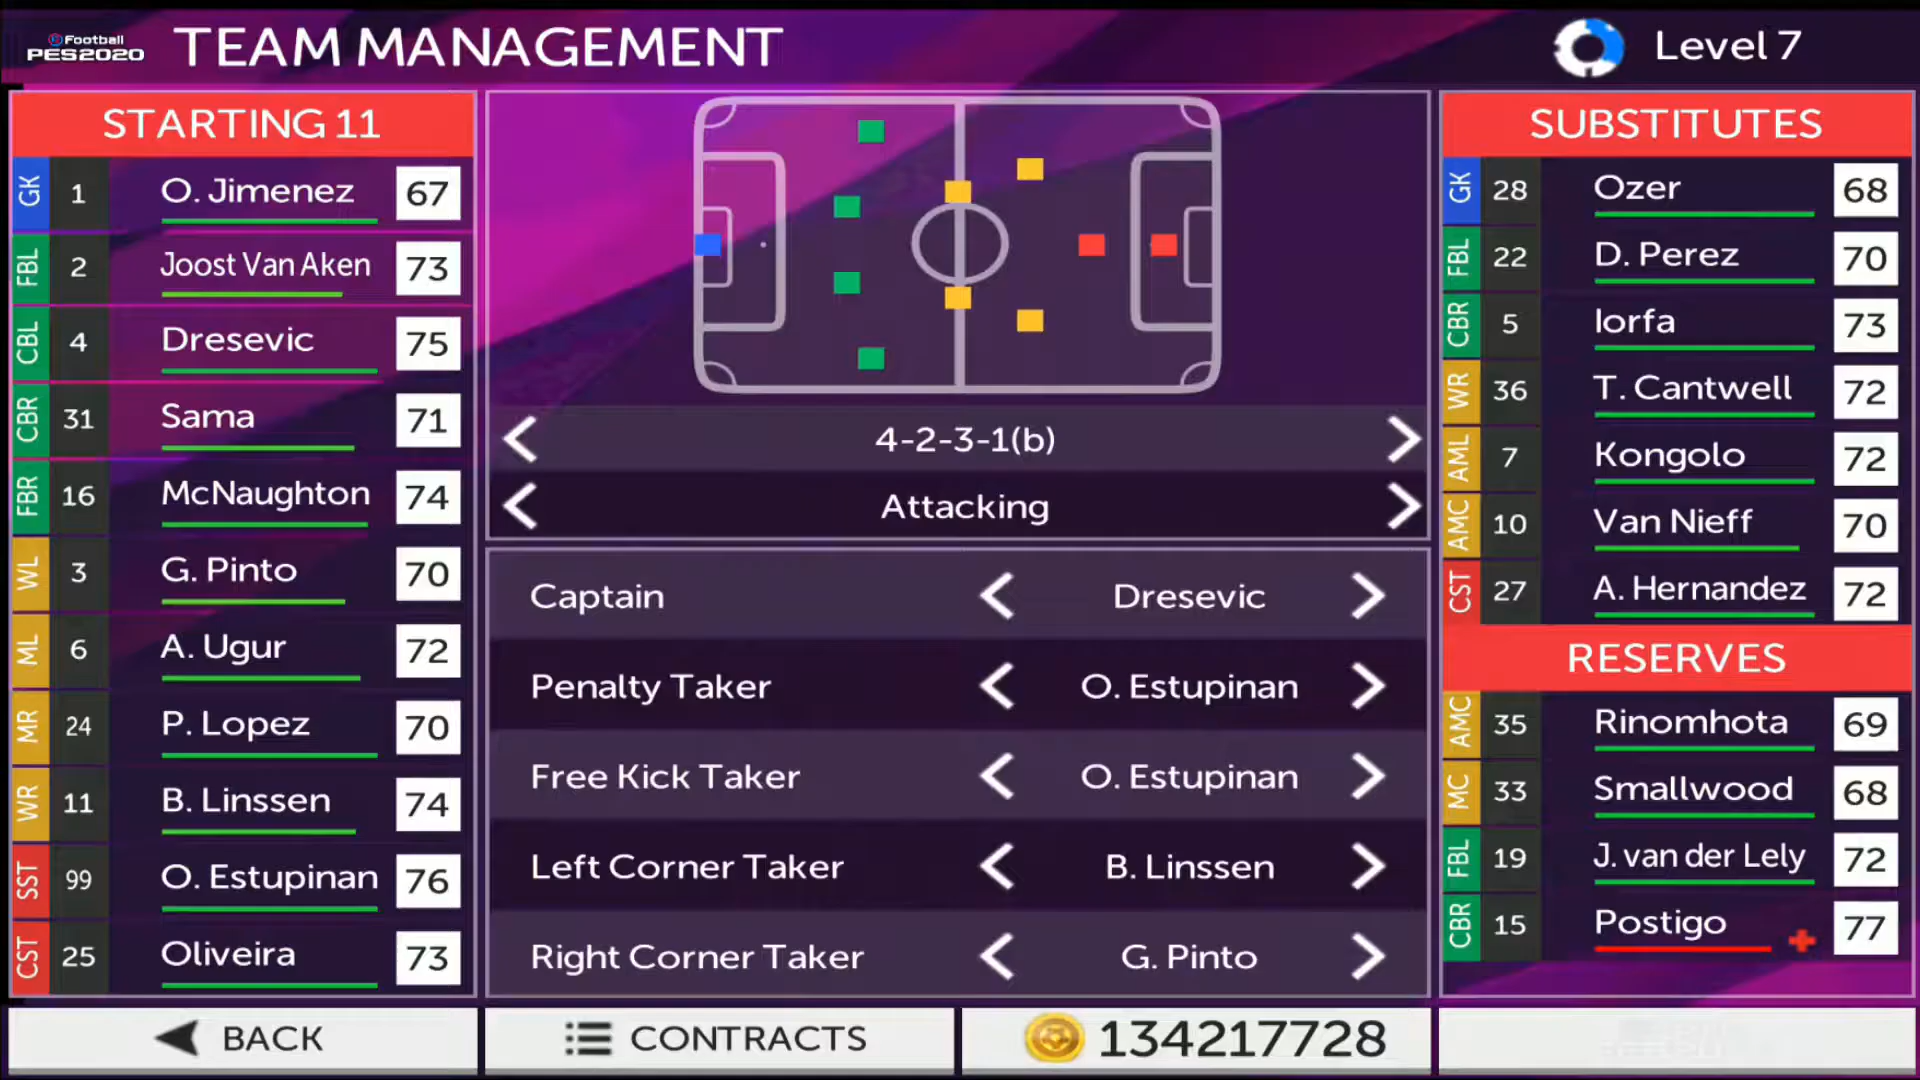 Football
PES2020
TEAM MANAGEMENT
Level 7
STARTING 11
GK 1 O. Jimenez 67
FBL 2 Joost Van Aken 73
CBL 4 Dresevic 75
CBR 31 Sama 71
FBR 16 McNaughton 74
WL 3 G. Pinto 70
ML 6 A. Ugur 72
MR 24 P. Lopez 70
WR 11 B. Linssen 74
SST 99 O. Estupinan 76
CST 25 Oliveira 73
4-2-3-1(b)
Attacking
Captain Dresevic
Penalty Taker O. Estupinan
Free Kick Taker O. Estupinan
Left Corner Taker B. Linssen
Right Corner Taker G. Pinto
SUBSTITUTES
GK 28 Ozer 68
FBL 22 D. Perez 70
CBR 5 Iorfa 73
WR 36 T. Cantwell 72
AML 7 Kongolo 72
AMC 10 Van Nieff 70
CST 27 A. Hernandez 72
RESERVES
AMC 35 Rinomhota 69
MC 33 Smallwood 68
FBL 19 J. van der Lely 72
CBR 15 Postigo 77
BACK
CONTRACTS
134217728